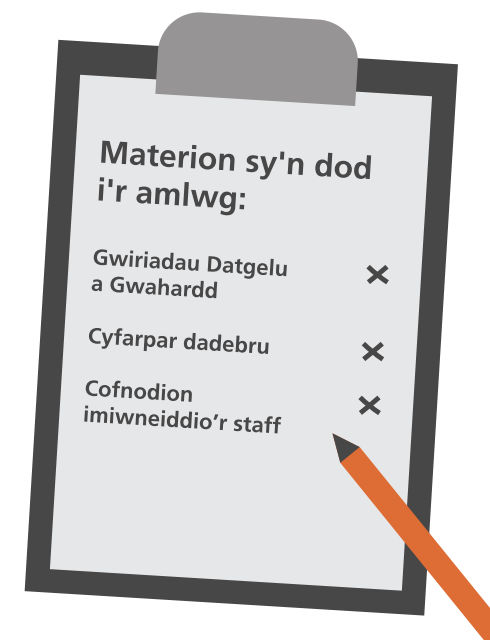 Materion sy'n dod
i'r amlwg:
Gwiriadau Datgelu
a Gwahardd
Cyfarpar dadebru
Cofnodion
imiwneiddio’r staff